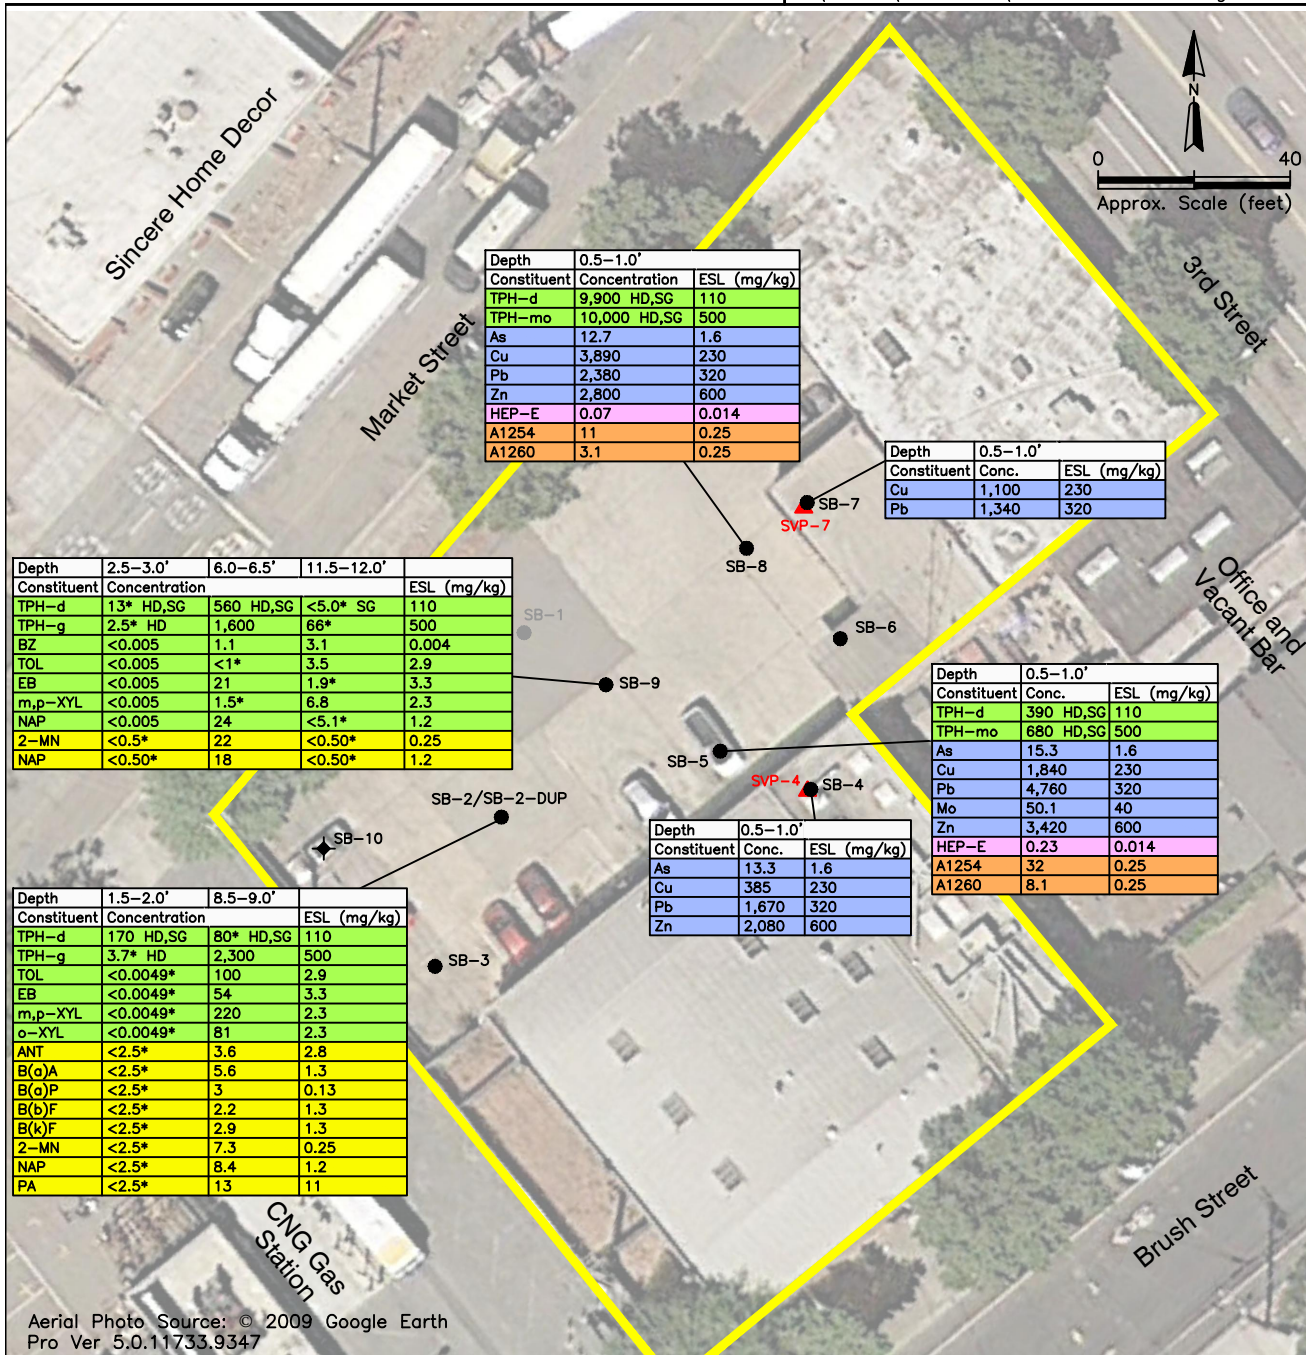 N
0 40
Approx. Scale (feet)
Sincere Home Decor
Market Street
3rd Street
Depth 0.5-1.0'
Constituent Concentration ESL (mg/kg)
TPH-d 9,900 HD,SG 110
TPH-mo 10,000 HD,SG 500
As 12.7 1.6
Cu 3,890 230
Pb 2,380 320
Zn 2,800 600
HEP-E 0.07 0.014
A1254 11 0.25
A1260 3.1 0.25
Depth 0.5-1.0'
Constituent Conc. ESL (mg/kg)
Cu 1,100 230
Pb 1,340 320
SB-7
SVP-7
SB-8
Office and
Vacant Bar
Depth 2.5-3.0' 6.0-6.5' 11.5-12.0'
Constituent Concentration ESL (mg/kg)
TPH-d 13* HD,SG 560 HD,SG <5.0* SG 110
TPH-g 2.5* HD 1,600 66* 500
BZ <0.005 1.1 3.1 0.004
TOL <0.005 <1* 3.5 2.9
EB <0.005 21 1.9* 3.3
m,p-XYL <0.005 1.5* 6.8 2.3
NAP <0.005 24 <5.1* 1.2
2-MN <0.5* 22 <0.50* 0.25
NAP <0.50* 18 <0.50* 1.2
SB-1
SB-6
SB-9
Depth 0.5-1.0'
Constituent Conc. ESL (mg/kg)
TPH-d 390 HD,SG 110
TPH-mo 680 HD,SG 500
As 15.3 1.6
Cu 1,840 230
Pb 4,760 320
Mo 50.1 40
Zn 3,420 600
HEP-E 0.23 0.014
A1254 32 0.25
A1260 8.1 0.25
SB-5
SVP-4
SB-4
SB-2/SB-2-DUP
SB-10
Depth 0.5-1.0'
Constituent Conc. ESL (mg/kg)
As 13.3 1.6
Cu 385 230
Pb 1,670 320
Zn 2,080 600
Depth 1.5-2.0' 8.5-9.0'
Constituent Concentration ESL (mg/kg)
TPH-d 170 HD,SG 80* HD,SG 110
TPH-g 3.7* HD 2,300 500
TOL <0.0049* 100 2.9
EB <0.0049* 54 3.3
m,p-XYL <0.0049* 220 2.3
o-XYL <0.0049* 81 2.3
ANT <2.5* 3.6 2.8
B(a)A <2.5* 5.6 1.3
B(a)P <2.5* 3 0.13
B(b)F <2.5* 2.2 1.3
B(k)F <2.5* 2.9 1.3
2-MN <2.5* 7.3 0.25
NAP <2.5* 8.4 1.2
PA <2.5* 13 11
SB-3
CNG Gas
Station
Brush Street
Aerial Photo Source: © 2009 Google Earth
Pro Ver 5.0.11733.9347